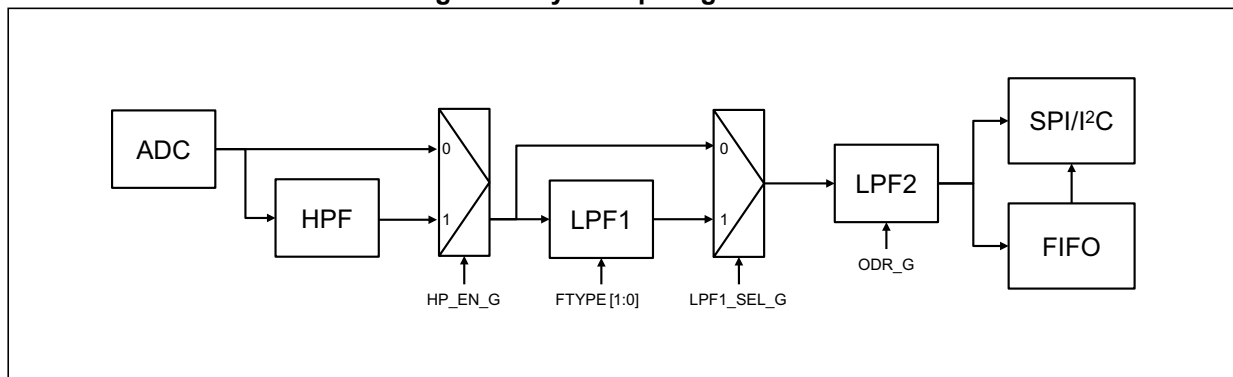 ADC
HPF
0
1
HP_EN_G
LPF1
FTYPE [1:0]
0
1
LPF1_SEL_G
LPF2
ODR_G
SPI/I²C
FIFO